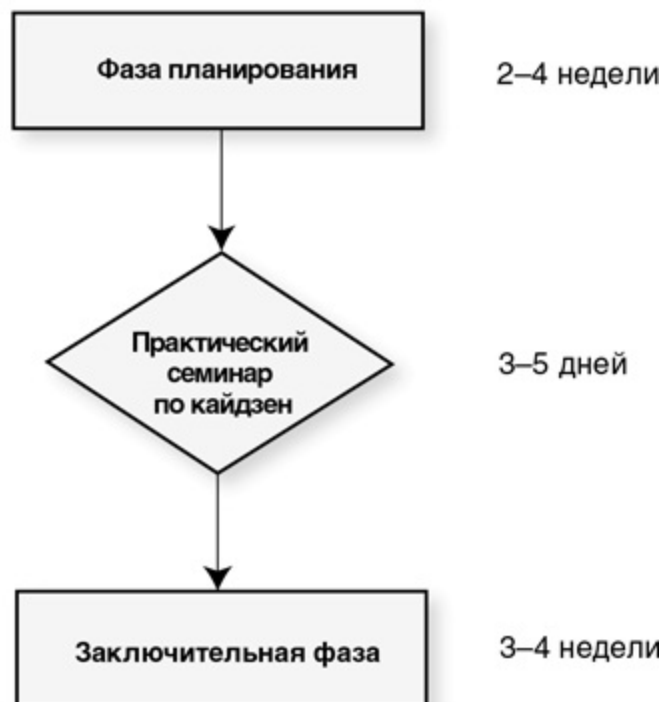 Фаза планирования
2–4 недели
Практический
семинар
по кайдзен
3–5 дней
Заключительная фаза
3–4 недели